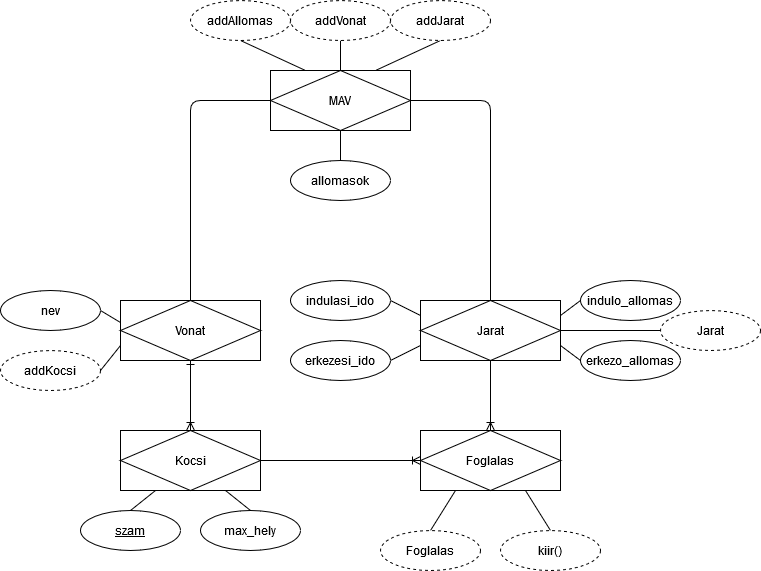 addAllomas
addVonat
addJarat
MAV
allomasok
nev
addKocsi
Vonat
indulasi_ido
erkezesi_ido
Jarat
indulo_allomas
Jarat
erkezo_allomas
Kocsi
Foglalas
szam
max_hely
Foglalas
kiir()